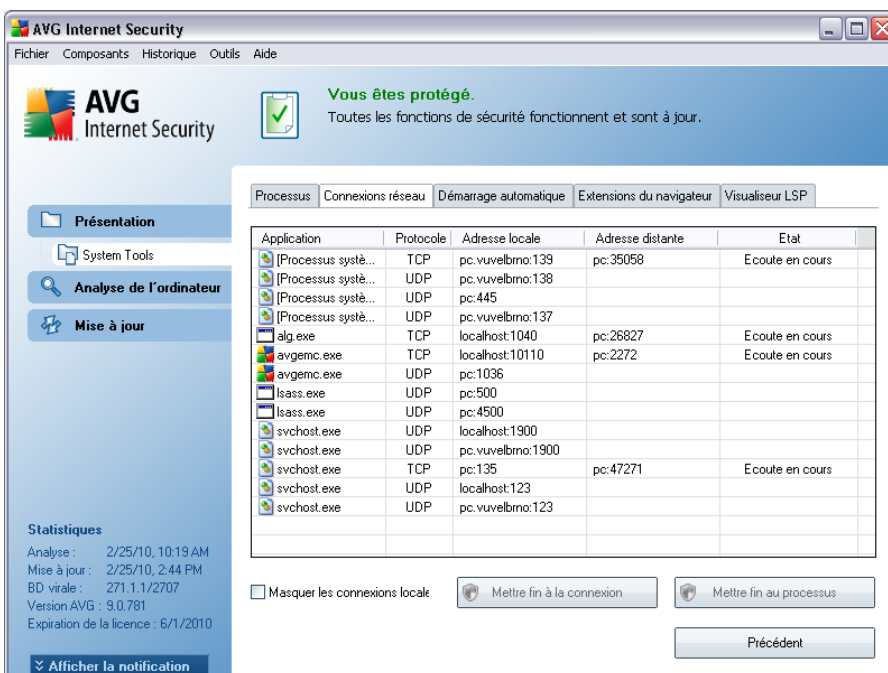 AVG Internet Security
Fichier Composants Historique Outils Aide
AVG
Internet Security
Vous êtes protégé.
Toutes les fonctions de sécurité fonctionnent et sont à jour.
Présentation
System Tools
Analyse de l'ordinateur
Mise à jour
Processus Connexions réseau Démarrage automatique Extensions du navigateur Visualiseur LSP
Application Protocole Adresse locale Adresse distante Etat
[Processus systè... TCP pc.vuvelbrno:139 pc:35058 Ecoute en cours
[Processus systè... UDP pc.vuvelbrno:138
[Processus systè... UDP pc:445
[Processus systè... UDP pc.vuvelbrno:137
alg.exe TCP localhost:1040 pc:26827 Ecoute en cours
avgemc.exe TCP localhost:10110 pc:2272 Ecoute en cours
avgemc.exe UDP pc:1036
lsass.exe UDP pc:500
lsass.exe UDP pc:4500
svchost.exe UDP localhost:1900
svchost.exe UDP pc.vuvelbrno:1900
svchost.exe TCP pc:135 pc:47271 Ecoute en cours
svchost.exe UDP localhost:123
svchost.exe UDP pc.vuvelbrno:123
Masquer les connexions locale
Mettre fin à la connexion
Mettre fin au processus
Précédent
Statistiques
Analyse : 2/25/10, 10:19 AM
Mise à jour : 2/25/10, 2:44 PM
BD virale : 271.1.1/2707
Version AVG : 9.0.781
Expiration de la licence : 6/1/2010
Afficher la notification